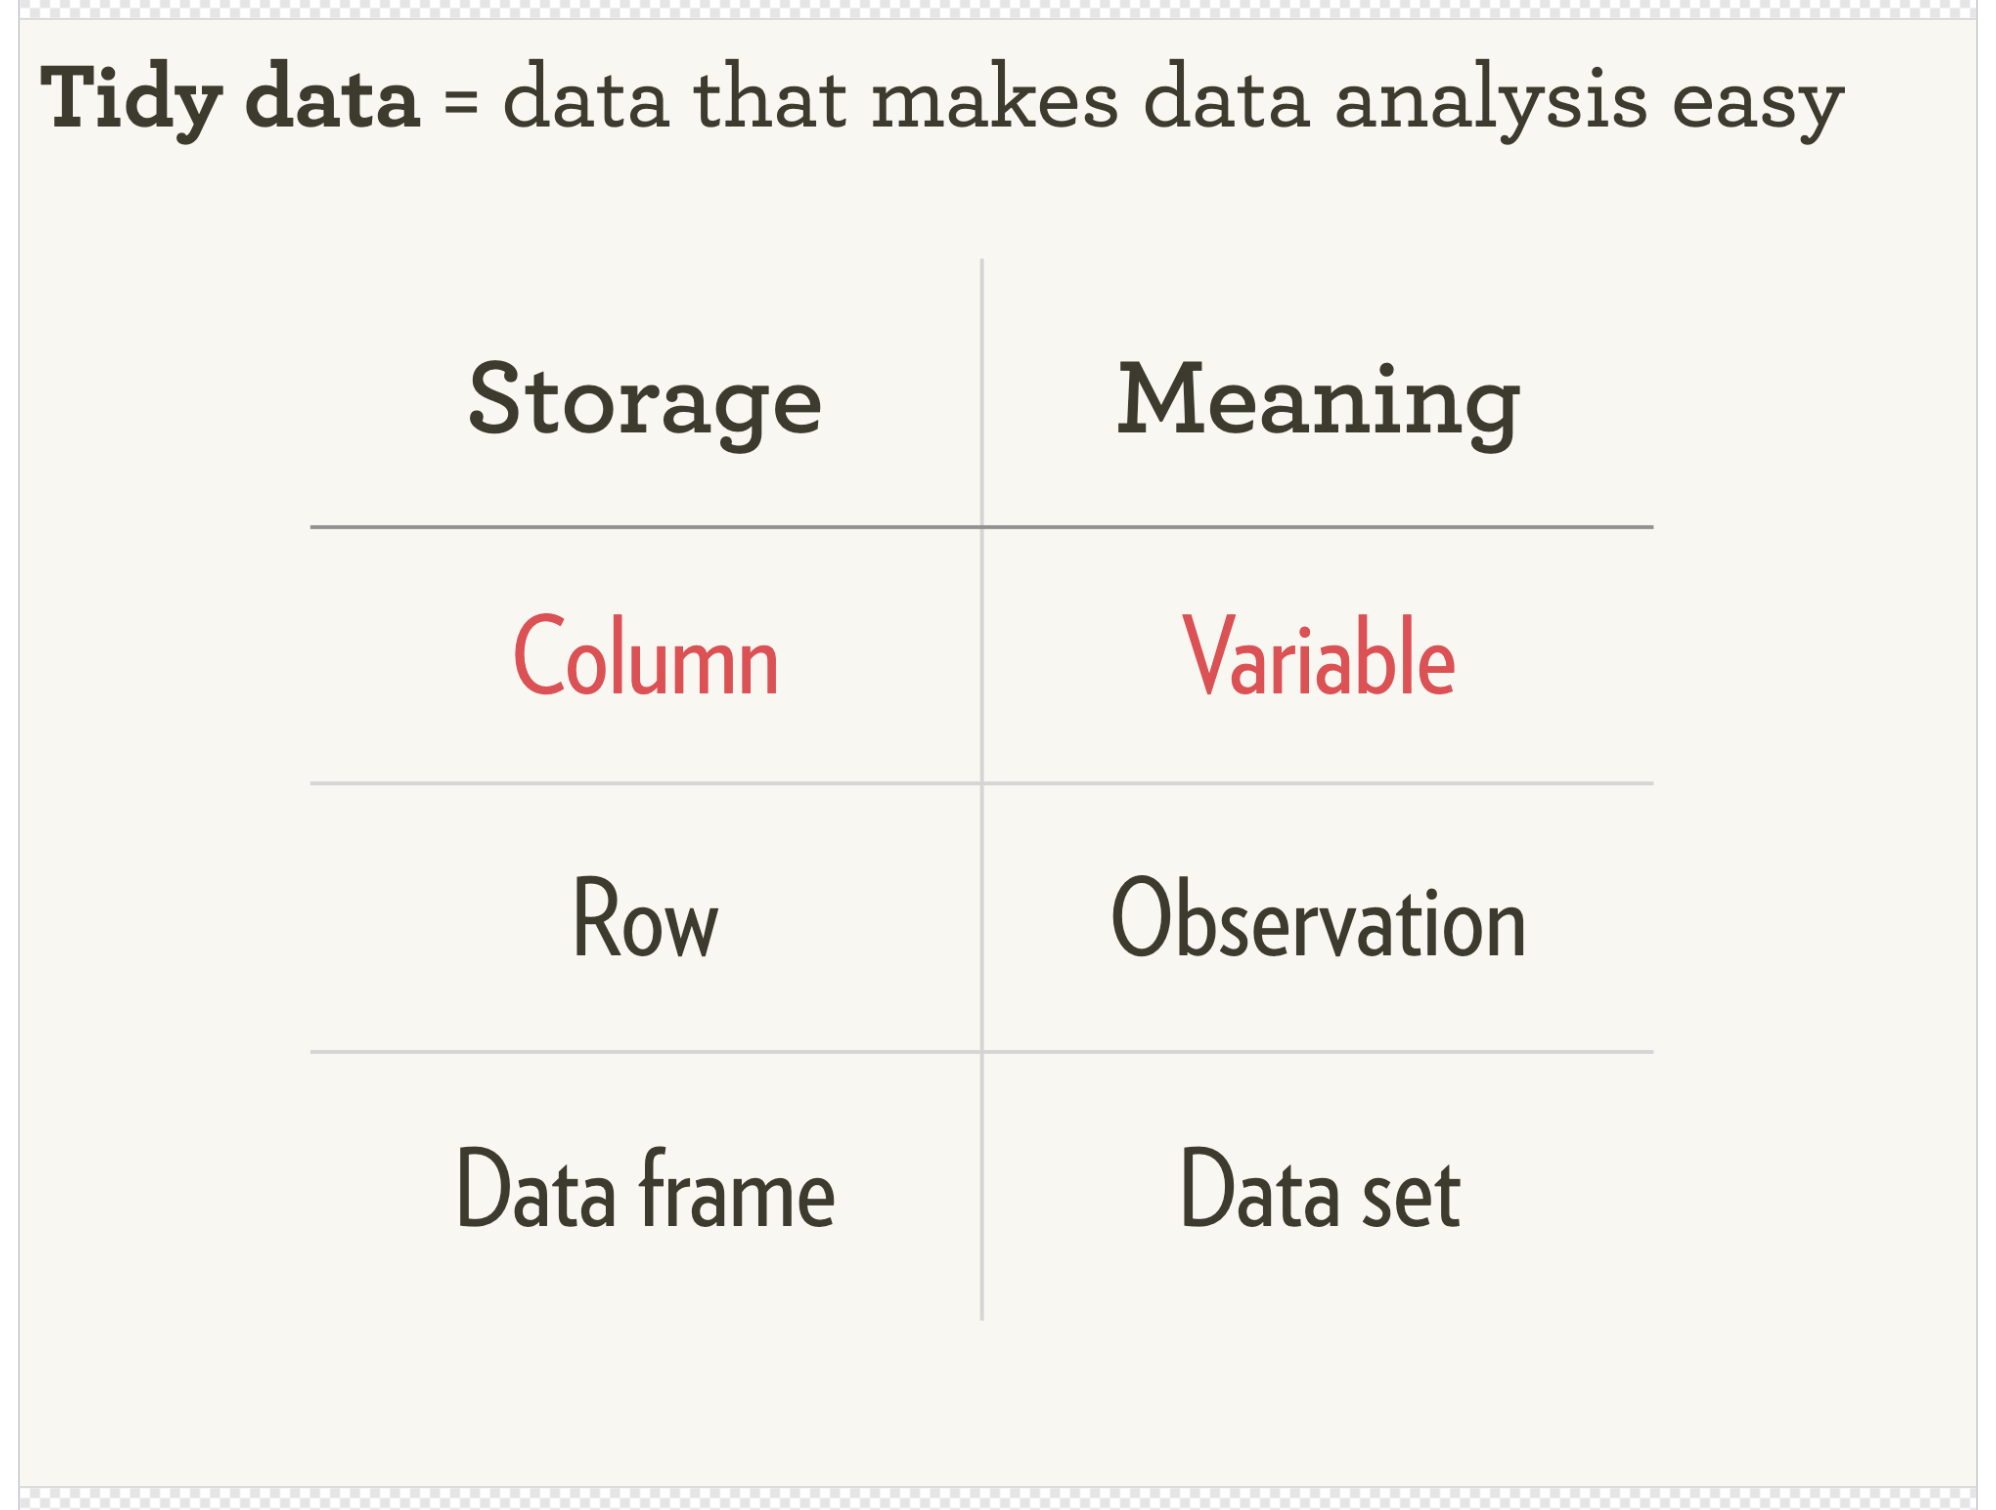 Tidy data = data that makes data analysis easy
Storage Meaning
Column Variable
Row Observation
Data frame Data set